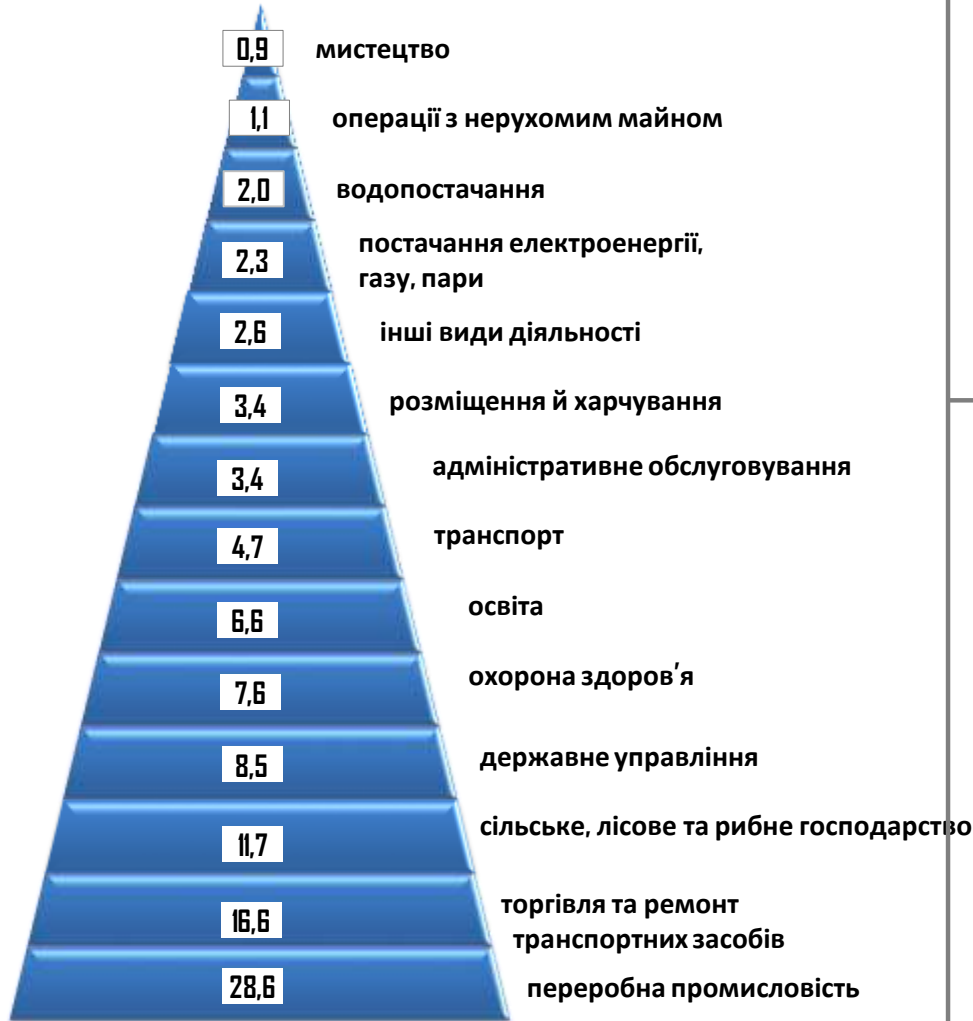 0,9 мистецтво
1,1 операції з нерухомим майном
2,0 водопостачання
2,3 постачання електроенергії,
газу, пари
2,6 інші види діяльності
3,4 розміщення й харчування
3,4 адміністративне обслуговування
4,7 транспорт
6,6 освіта
7,6 охорона здоров'я
8,5 державне управління
11,7 сільське, лісове та рибне господарство
16,6 торгівля та ремонт
транспортних засобів
28,6 переробна промисловість